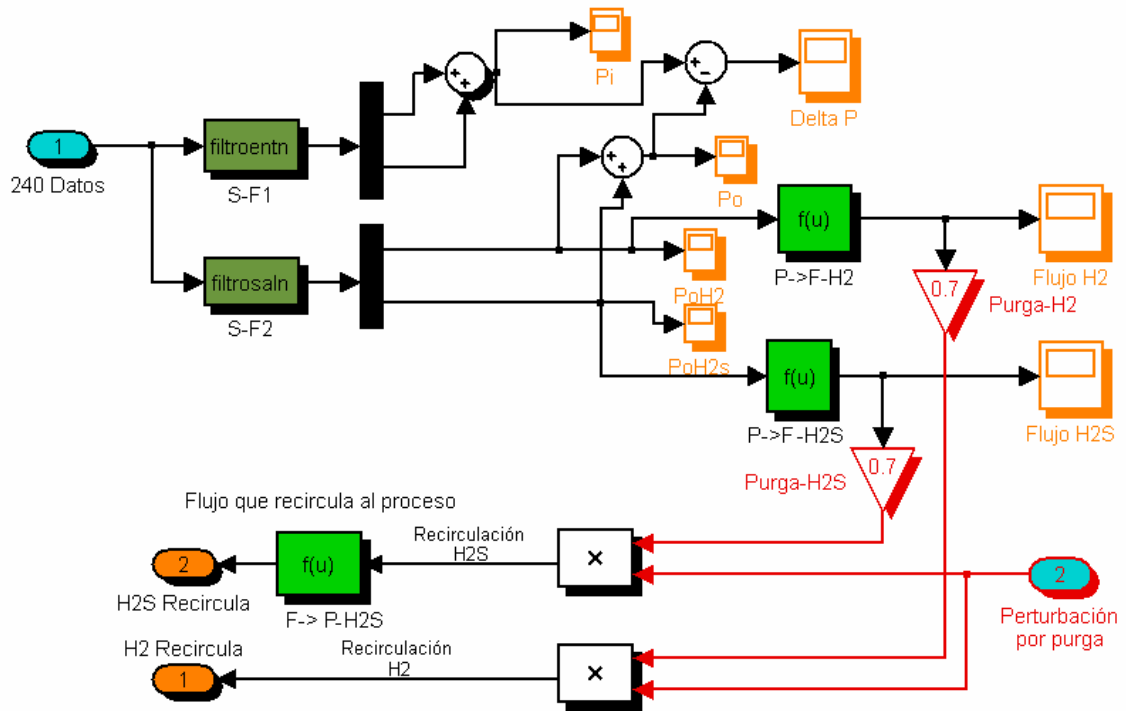 Pi
+
+
+
-
Delta P
1
240 Datos
filtroentn
S-F1
+
+
Po
f(u)
P->F-H2
Flujo H2
filtrosaln
S-F2
PoH2
0.7
Purga-H2
PoH2s
f(u)
P->F-H2S
Flujo H2S
0.7
Purga-H2S
Flujo que recircula al proceso
2
H2S Recircula
f(u)
F-> P-H2S
Recirculación
H2S
×
2
Perturbación
por purga
H2 Recircula
1
Recirculación
H2
×